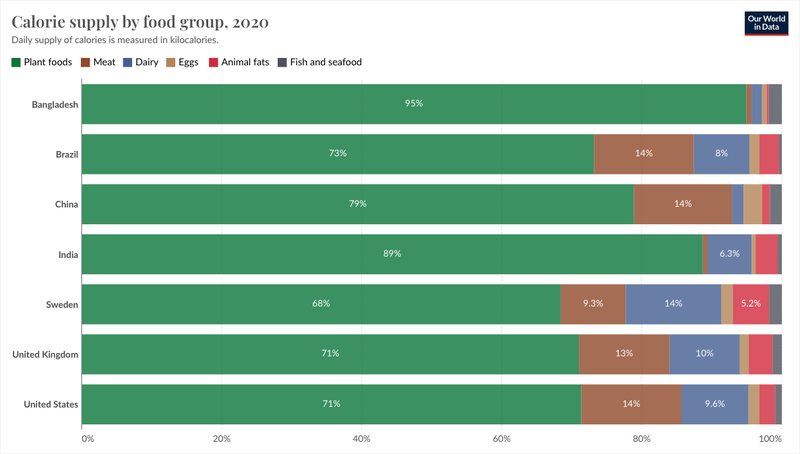 Calorie supply by food group, 2020
Daily supply of calories is measured in kilocalories.
Our World
in Data
Plant foods Meat Dairy Eggs Animal fats Fish and seafood
Bangladesh 95%
Brazil 73% 14% 8%
China 79% 14%
India 89% 6.3%
Sweden 68% 9.3% 14% 5.2%
United Kingdom 71% 13% 10%
United States 71% 14% 9.6%
0% 20% 40% 60% 80% 100%